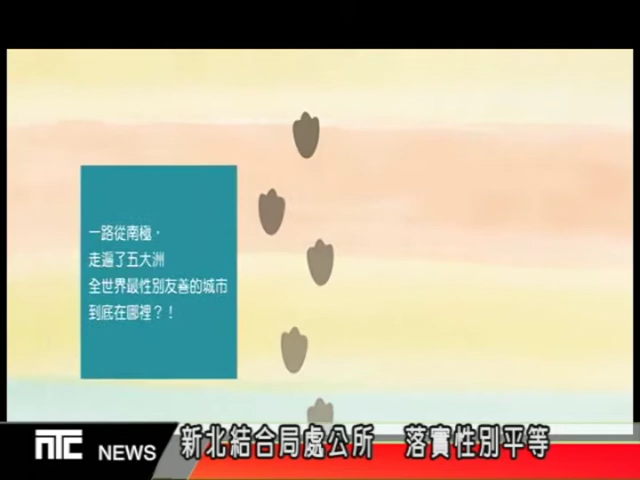 一路從南極，
走遍了五大洲
全世界最性別友善的城市
到底在哪裡？！
NTC NEWS
新北結合局處公所 落實性別平等